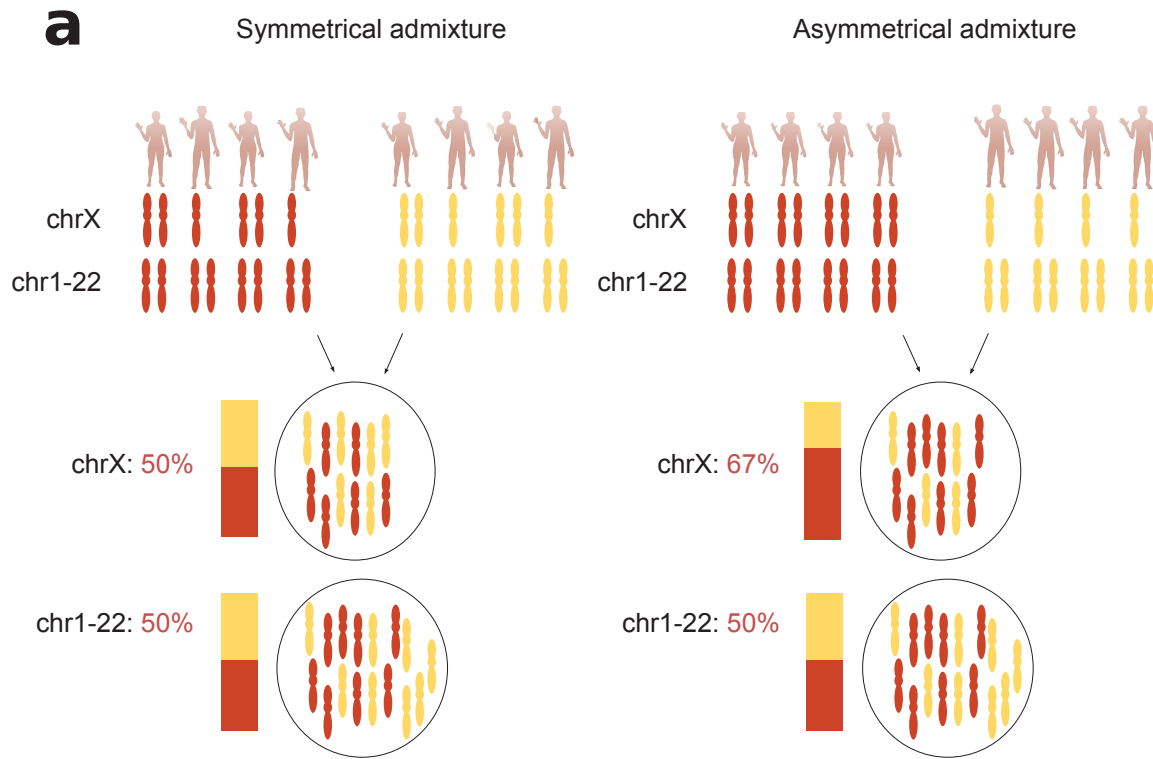 a
Symmetrical admixture
Asymmetrical admixture
chrX
chrX
chr1-22
chr1-22
chrX: 50%
chrX: 67%
chr1-22: 50%
chr1-22: 50%